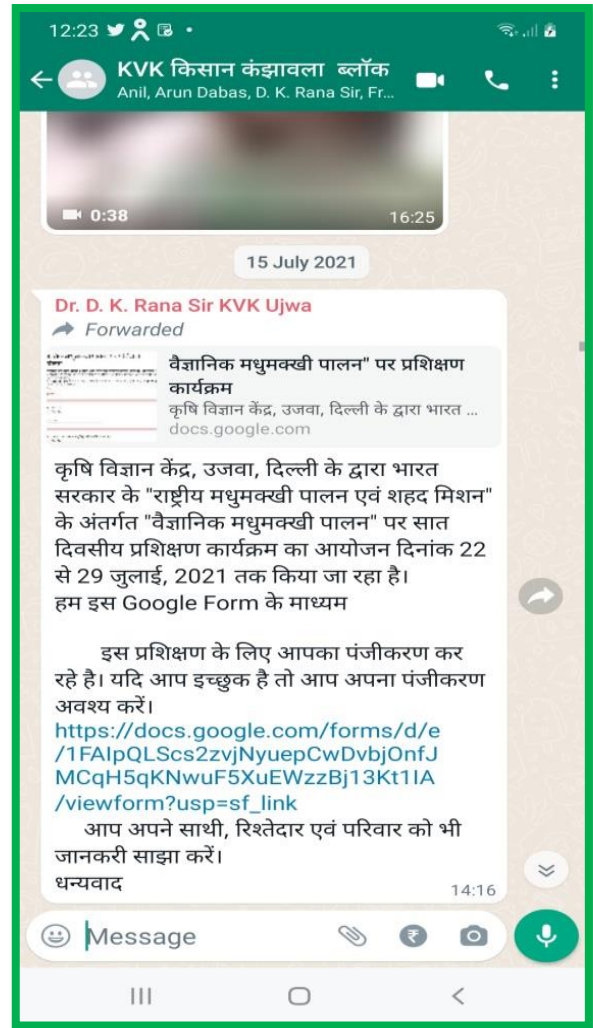 12:23
KVK किसान कंझावला ब्लॉक
Anil, Arun Dabas, D. K. Rana Sir, Fr...
0:38
16:25
15 July 2021
Dr. D. K. Rana Sir KVK Ujwa
Forwarded
वैज्ञानिक मधुमक्खी पालन" पर प्रशिक्षण
कार्यक्रम
कृषि विज्ञान केंद्र, उजवा, दिल्ली के द्वारा भारत ...
docs.google.com
कृषि विज्ञान केंद्र, उजवा, दिल्ली के द्वारा भारत
सरकार के "राष्ट्रीय मधुमक्खी पालन एवं शहद मिशन"
के अंतर्गत "वैज्ञानिक मधुमक्खी पालन" पर सात
दिवसीय प्रशिक्षण कार्यक्रम का आयोजन दिनांक 22
से 29 जुलाई, 2021 तक किया जा रहा है।
हम इस Google Form के माध्यम
इस प्रशिक्षण के लिए आपका पंजीकरण कर
रहे है। यदि आप इच्छुक है तो आप अपना पंजीकरण
अवश्य करें।
https://docs.google.com/forms/d/e
/1FAIpQLScs2zvjNyuepCwDvbjOnfJ
MCqH5qKNwuF5XuEWzzBj13Kt1IA
/viewform?usp=sf_link
आप अपने साथी, रिश्तेदार एवं परिवार को भी
जानकरी साझा करें।
धन्यवाद
14:16
Message